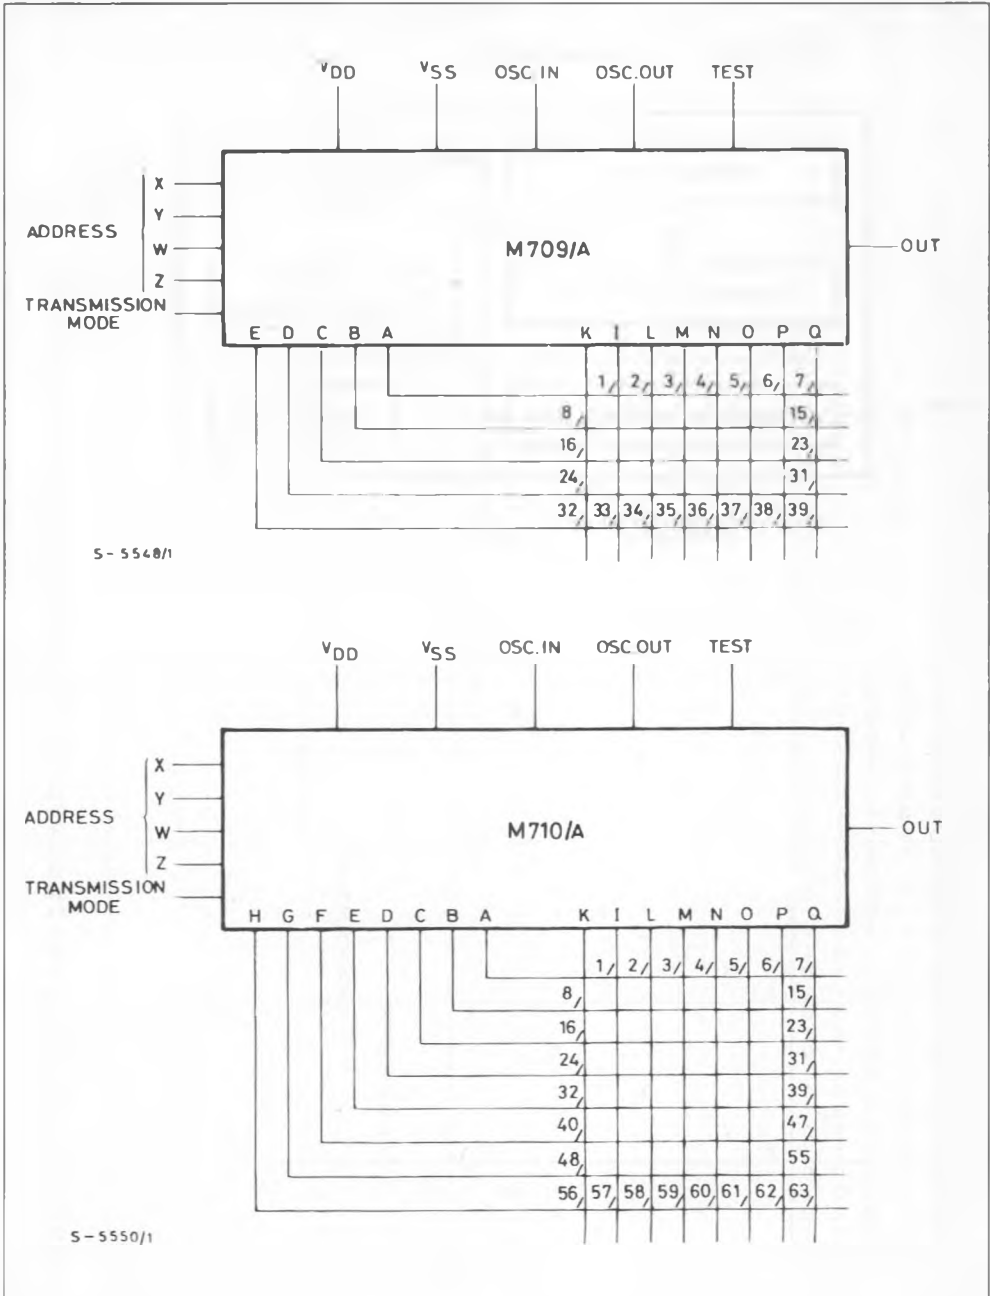 VDD VSS OSC. IN OSC.OUT TEST
X
Y
ADDRESS
W
Z
TRANSMISSION
MODE
M709/A
OUT
E D C B A K I L M N O P Q
1 2 3 4 5 6 7
8 15
16 23
24 31
32 33 34 35 36 37 38 39
S-5548/1
VDD VSS OSC. IN OSC OUT TEST
X
Y
ADDRESS
W
Z
TRANSMISSION
MODE
M710/A
OUT
H G F E D C B A K I L M N O P Q
1 2 3 4 5 6 7
8 15
16 23
24 31
32 39
40 47
48 55
56 57 58 59 60 61 62 63
S-5550/1